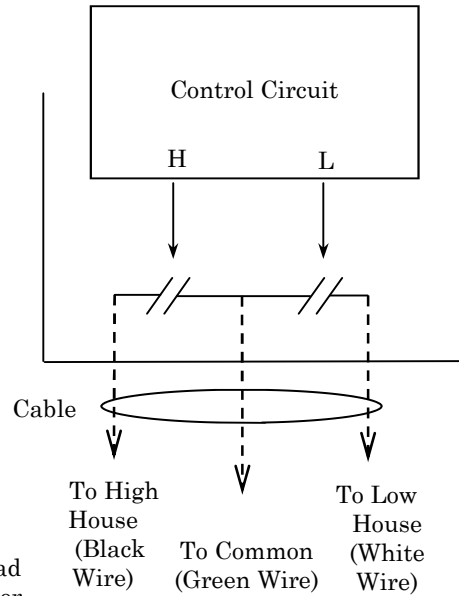 Control Circuit
H L
Cable
To High
House
(Black
Wire)
To Common
(Green Wire)
To Low
House
(White
Wire)